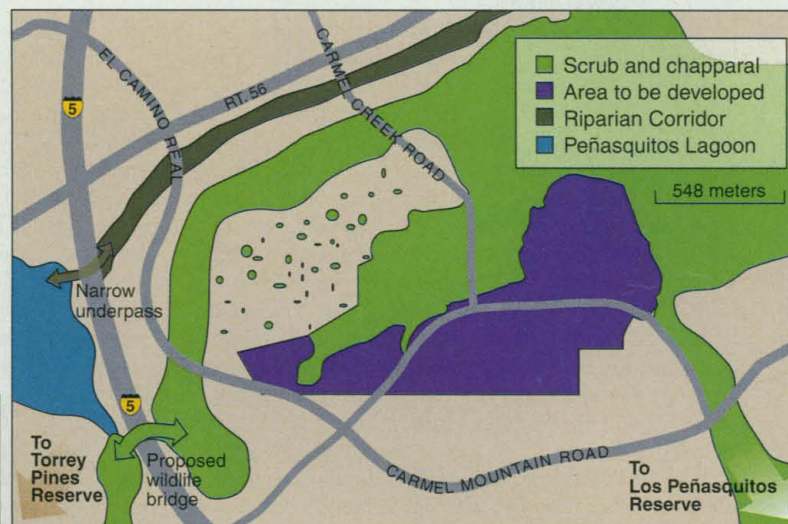 EL CAMINO REAL
RT. 56
CARMEL CREEK ROAD
5
Scrub and chapparal
Area to be developed
Riparian Corridor
Peñasquitos Lagoon
548 meters
Narrow
underpass
5
To
Torrey
Pines
Reserve
Proposed
wildlife
bridge
CARMEL MOUNTAIN ROAD
To
Los Peñasquitos
Reserve